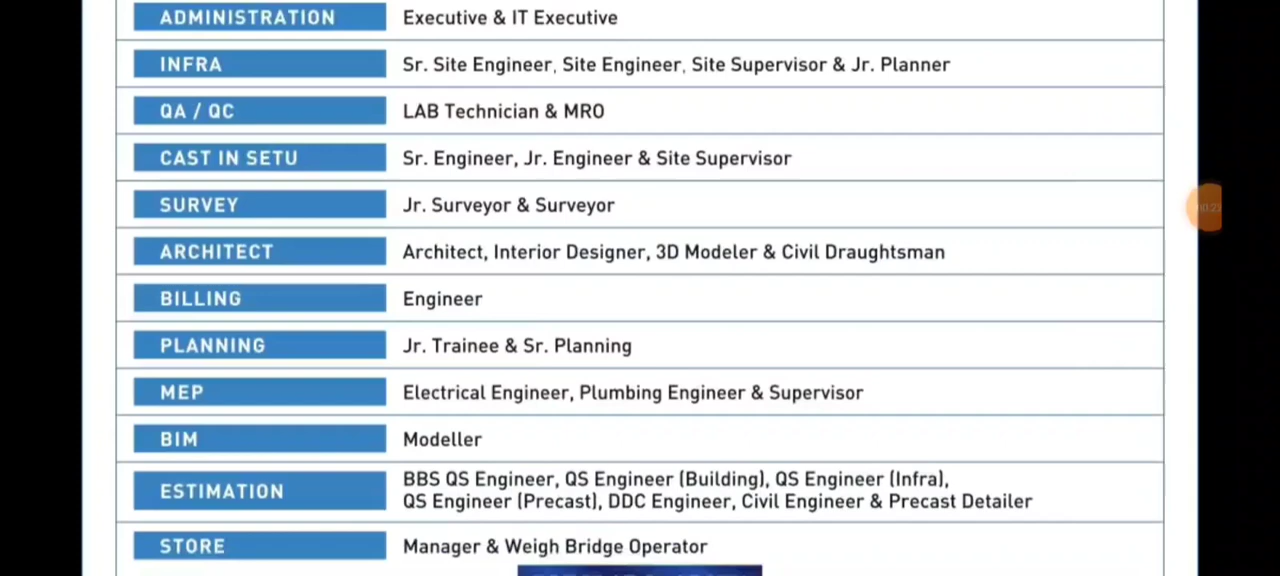 ADMINISTRATION Executive & IT Executive
INFRA Sr. Site Engineer, Site Engineer, Site Supervisor & Jr. Planner
QA / QC LAB Technician & MRO
CAST IN SETU Sr. Engineer, Jr. Engineer & Site Supervisor
SURVEY Jr. Surveyor & Surveyor
ARCHITECT Architect, Interior Designer, 3D Modeler & Civil Draughtsman
BILLING Engineer
PLANNING Jr. Trainee & Sr. Planning
MEP Electrical Engineer, Plumbing Engineer & Supervisor
BIM Modeller
ESTIMATION BBS QS Engineer, QS Engineer (Building), QS Engineer (Infra),
QS Engineer (Precast), DDC Engineer, Civil Engineer & Precast Detailer
STORE Manager & Weigh Bridge Operator